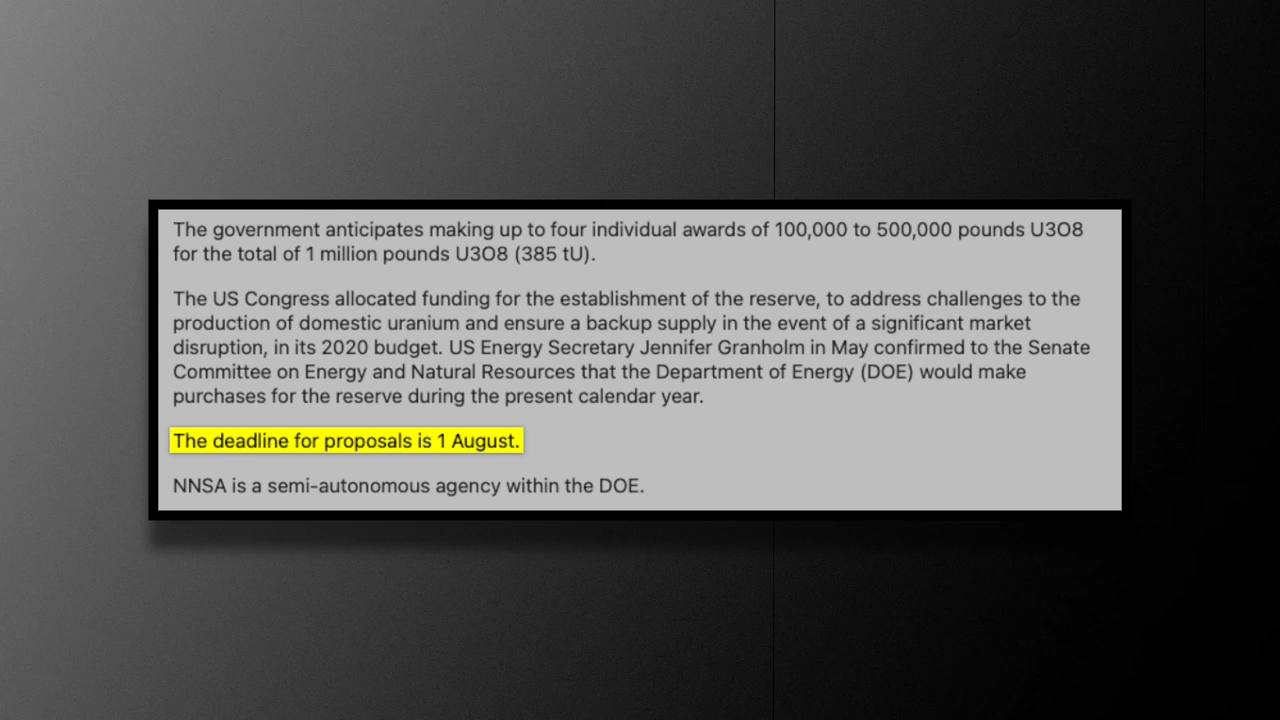 The government anticipates making up to four individual awards of 100,000 to 500,000 pounds U3O8
for the total of 1 million pounds U3O8 (385 tU).
The US Congress allocated funding for the establishment of the reserve, to address challenges to the
production of domestic uranium and ensure a backup supply in the event of a significant market
disruption, in its 2020 budget. US Energy Secretary Jennifer Granholm in May confirmed to the Senate
Committee on Energy and Natural Resources that the Department of Energy (DOE) would make
purchases for the reserve during the present calendar year.
The deadline for proposals is 1 August.
NNSA is a semi-autonomous agency within the DOE.